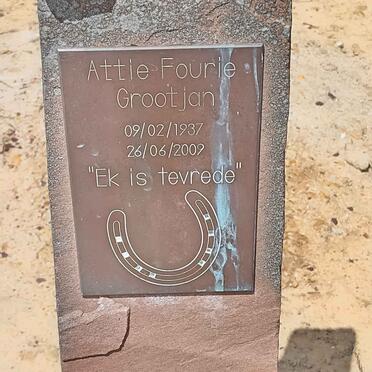 Attie Fourie
Grootjan
09/02/1937
26/06/2009
"Ek is tevrede"